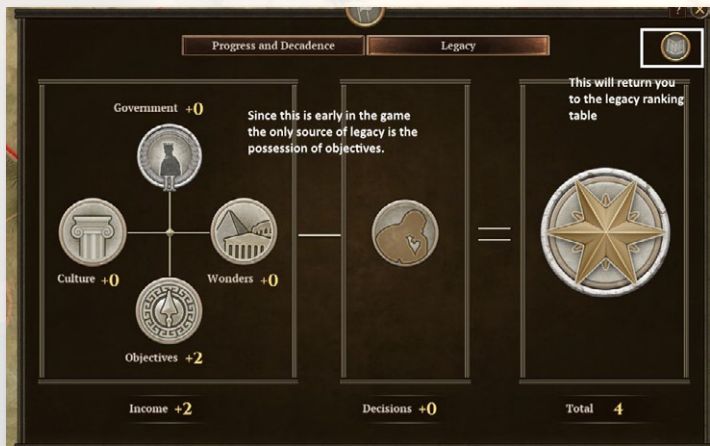 ? X
Progress and Decadence
Legacy
Government +0
Since this is early in the game
the only source of legacy is the
possession of objectives.
This will return you
to the legacy ranking
table
Culture +0
Wonders +0
Objectives +2
Income +2
Decisions +0
Total 4